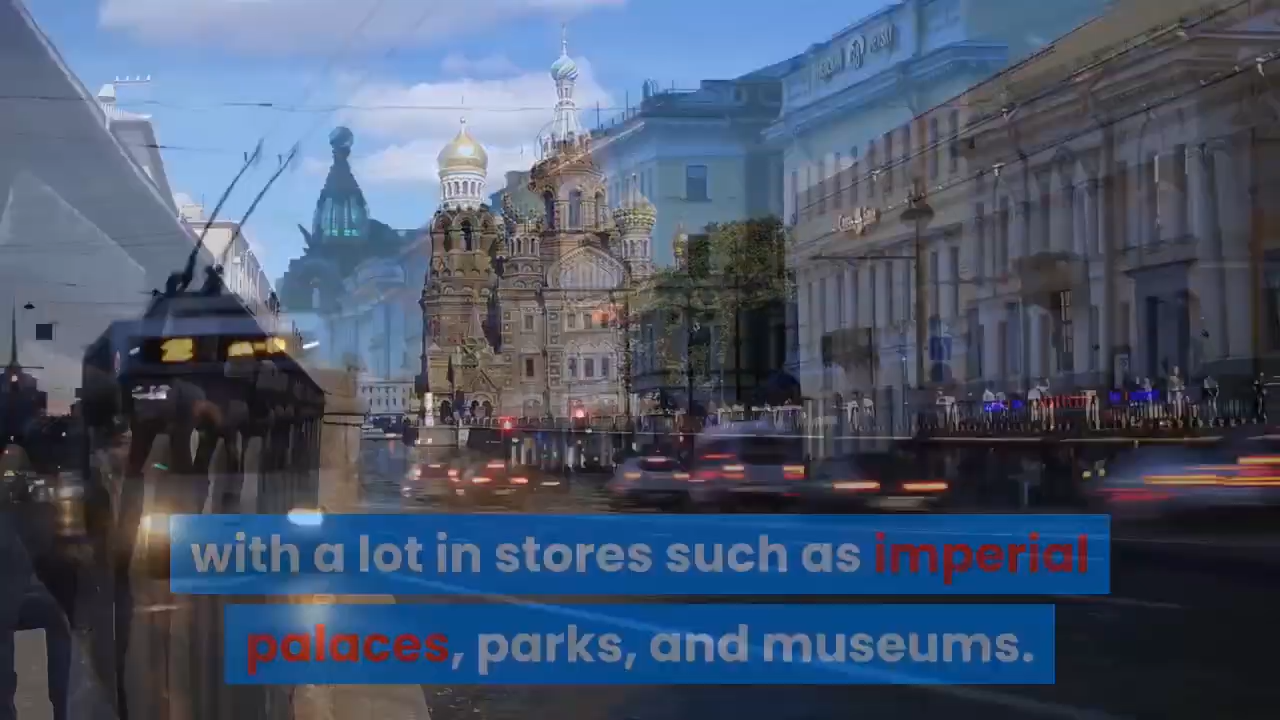 with a lot in stores such as imperial
palaces, parks, and museums.